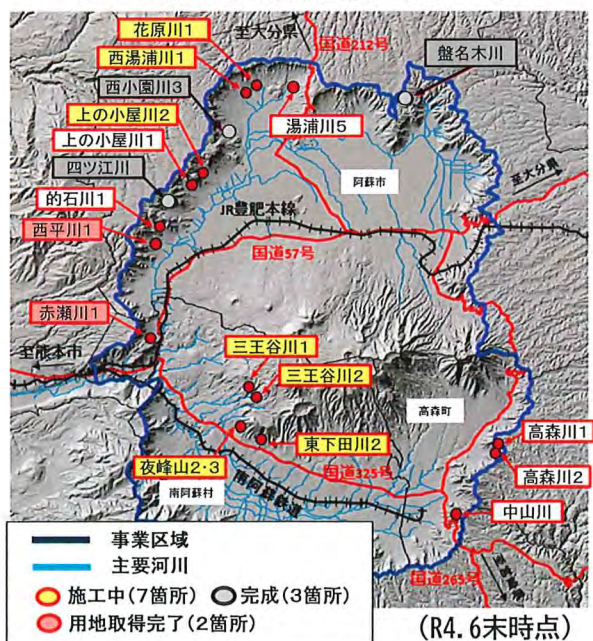 花原川1
至大分県
国道212号
盤名木川
西湯浦川1
西小園川3
上の小屋川2
湯浦川5
上の小屋川1
四ツ江川
阿蘇市
至大分県
的石川1
JR豊肥本線
西平川1
国道57号
赤瀬川1
至熊本市
三王谷川1
三王谷川2
高森町
高森川1
東下田川2
高森川2
夜峰山2・3
国道325号
南阿蘇村
南阿蘇鉄道
中山川
国道265号
事業区域
主要河川
施工中(7箇所) 完成(3箇所)
用地取得完了(2箇所)
(R4.6末時点)